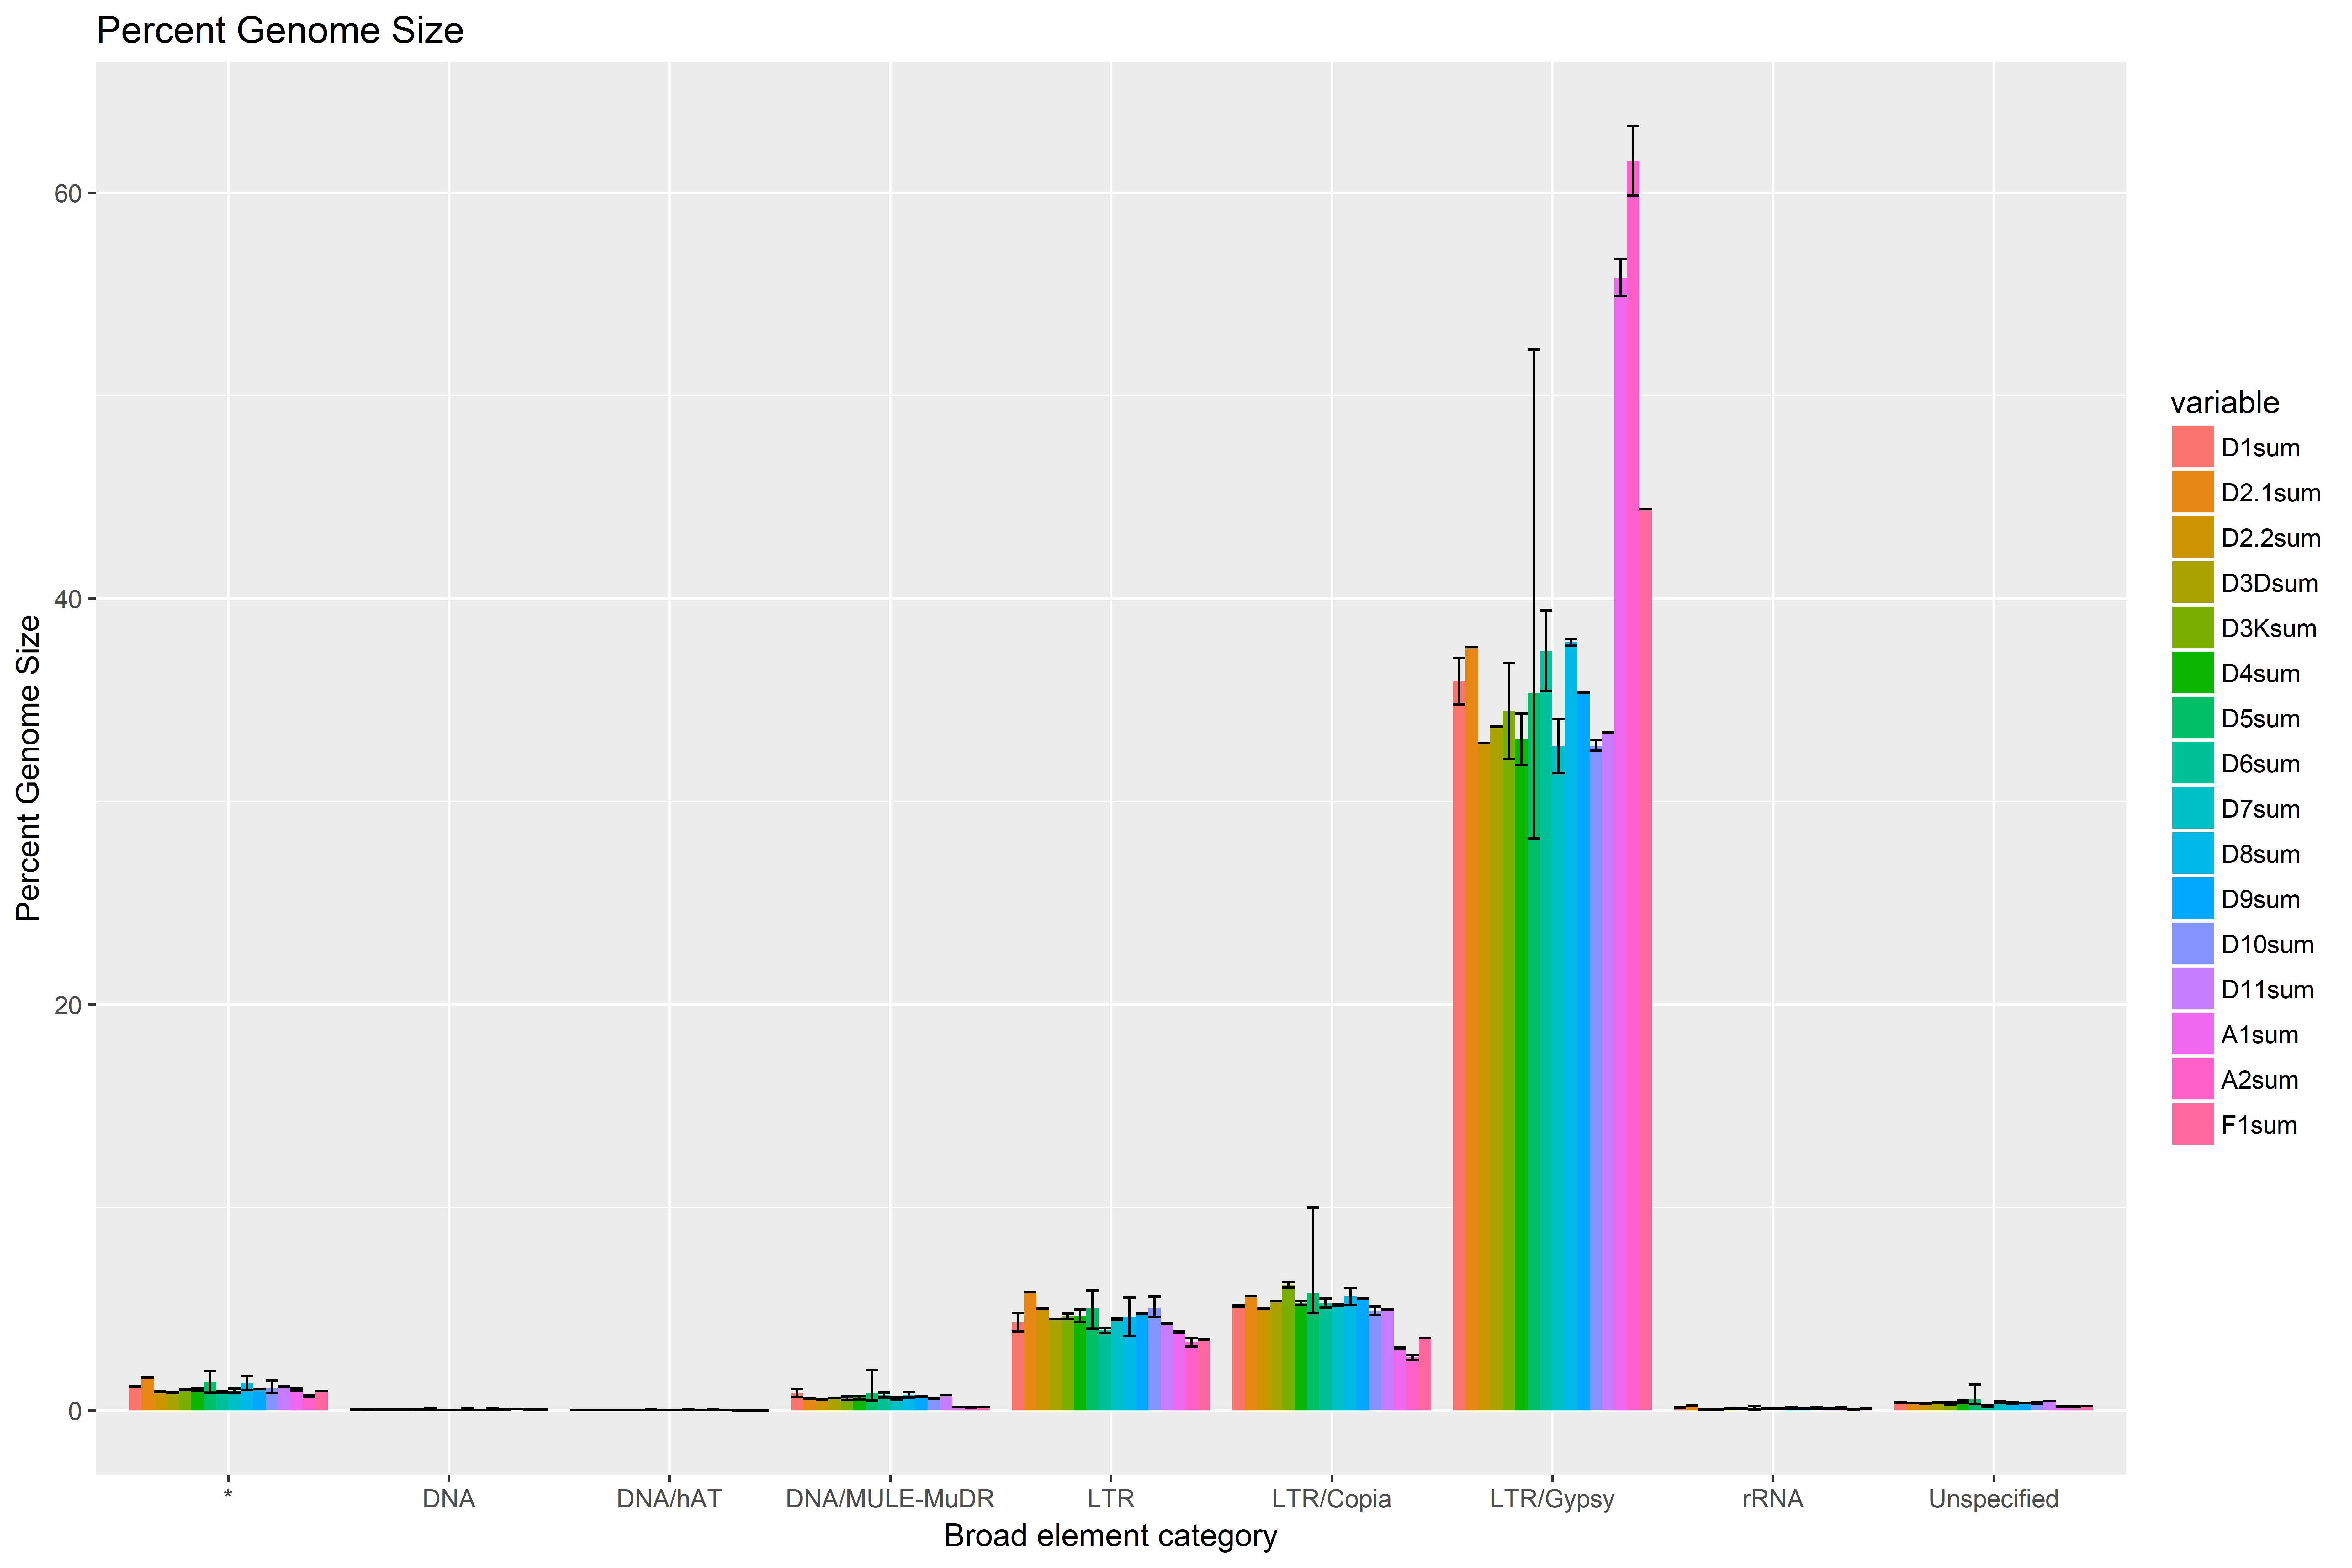 Percent Genome Size
Percent Genome Size
60
40
20
0
*
DNA
DNA/hAT
DNA/MULE-MuDR
LTR
LTR/Copia
LTR/Gypsy
rRNA
Unspecified
Broad element category
variable
D1sum
D2.1sum
D2.2sum
D3Dsum
D3Ksum
D4sum
D5sum
D6sum
D7sum
D8sum
D9sum
D10sum
D11sum
A1sum
A2sum
F1sum